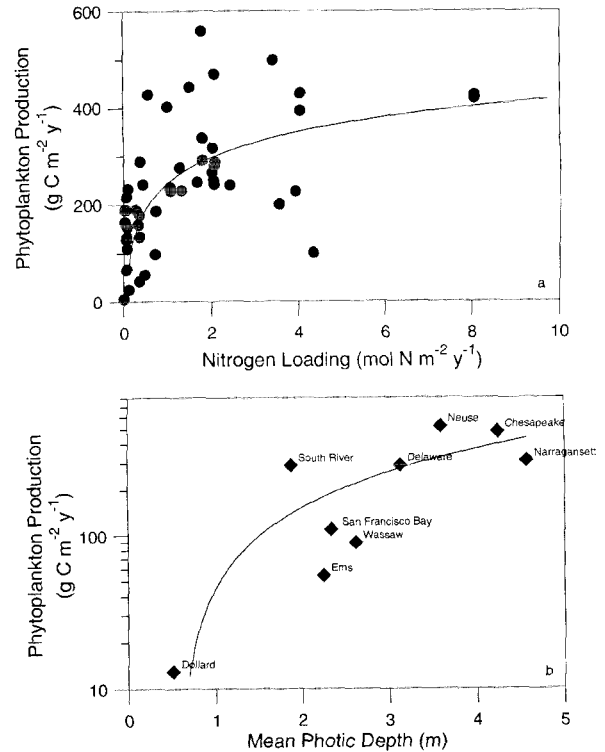 600
400
200
0
Phytoplankton Production
(g C m-2 y-1)
a
0 2 4 6 8 10
Nitrogen Loading (mol N m-2 y-1)
Neuse
Chesapeake
South River
Delaware
Narragansett
San Francisco Bay
Wassaw
Ems
Dollard
100
10
Phytoplankton Production
(g C m-2 y-1)
b
0 1 2 3 4 5
Mean Photic Depth (m)